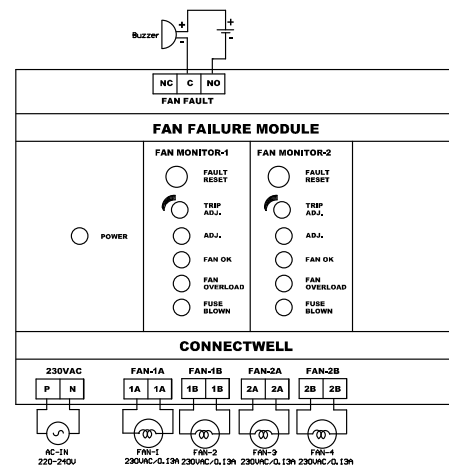 +
+
Buzzer
-
-
NC C NO
FAN FAULT
FAN FAILURE MODULE
FAN MONITOR-1 FAN MONITOR-2
FAULT RESET FAULT RESET
TRIP ADJ. TRIP ADJ.
POWER ADJ. ADJ.
FAN OK FAN OK
FAN OVERLOAD FAN OVERLOAD
FUSE BLOWN FUSE BLOWN
CONNECTWELL
230VAC FAN-1A FAN-1B FAN-2A FAN-2B
P N 1A 1A 1B 1B 2A 2A 2B 2B
AC-IN FAN-1 FAN-2 FAN-3 FAN-4
220-240V 230VAC/0.13A 230VAC/0.13A 230VAC/0.13A 230VAC/0.13A